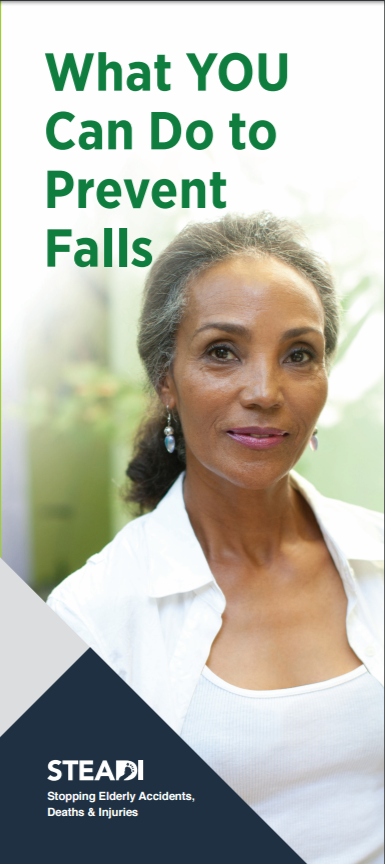 What YOU
Can Do to
Prevent
Falls
STEADI
Stopping Elderly Accidents,
Deaths & Injuries